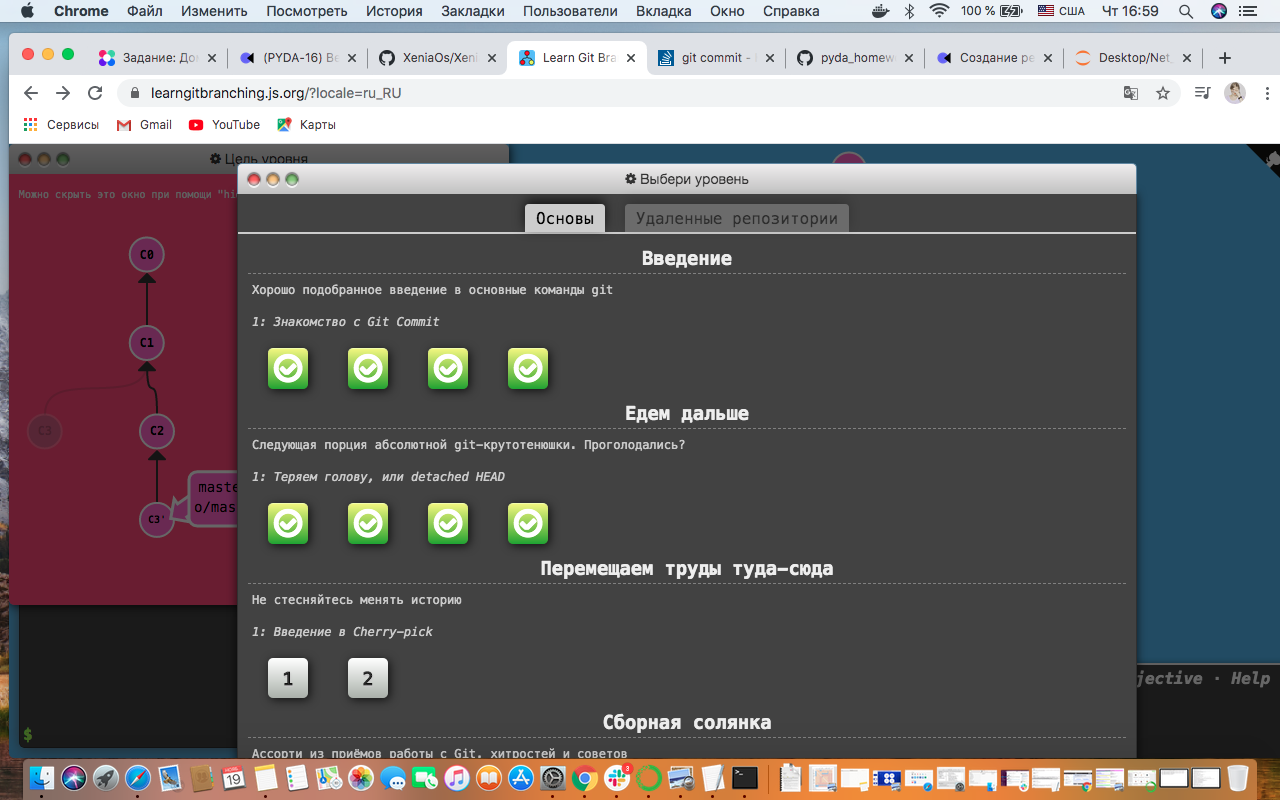 Chrome Файл Изменить Посмотреть История Закладки Пользователи Вкладка Окно Справка 100 % США Чт 16:59
Задание: До (PYDA-16) Ве XeniaOs/Xeni Learn Git Bra git commit - pyda_homew Создание ре Desktop/Net_
learngitbranching.js.org/?locale=ru_RU
Сервисы Gmail YouTube Карты
Цель уровня
Можно скрыть это окно при помощи "hi
C0
C1
C3
C2
maste
o/mas
C3'
$
Выбери уровень
Основы Удаленные репозитории
Введение
Хорошо подобранное введение в основные команды git
1: Знакомство с Git Commit
Едем дальше
Следующая порция абсолютной git-крутотенюшки. Проголодались?
1: Теряем голову, или detached HEAD
Перемещаем труды туда-сюда
Не стесняйтесь менять историю
1: Введение в Cherry-pick
1 2
Сборная солянка
Ассорти из приёмов работы с Git, хитростей и советов
jective · Help
19
3